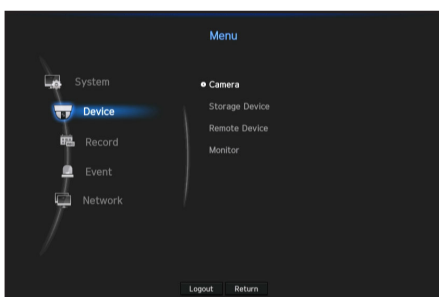 Menu
System
Device
Record
Event
Network
Camera
Storage Device
Remote Device
Monitor
Logout Return